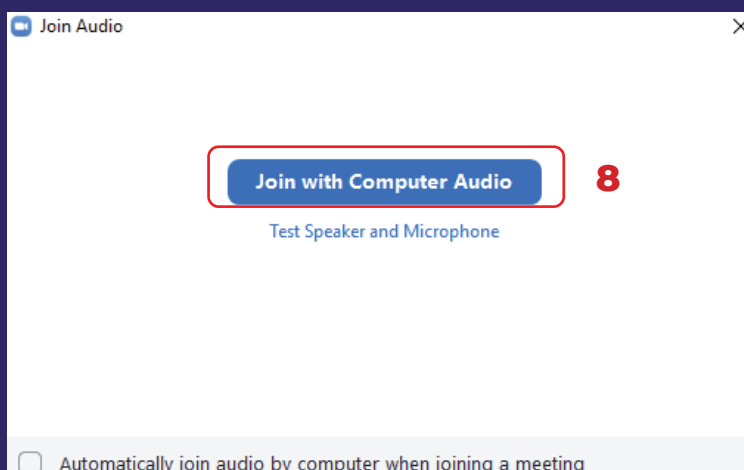 Join Audio
Join with Computer Audio
8
Test Speaker and Microphone
Automatically join audio by computer when joining a meeting